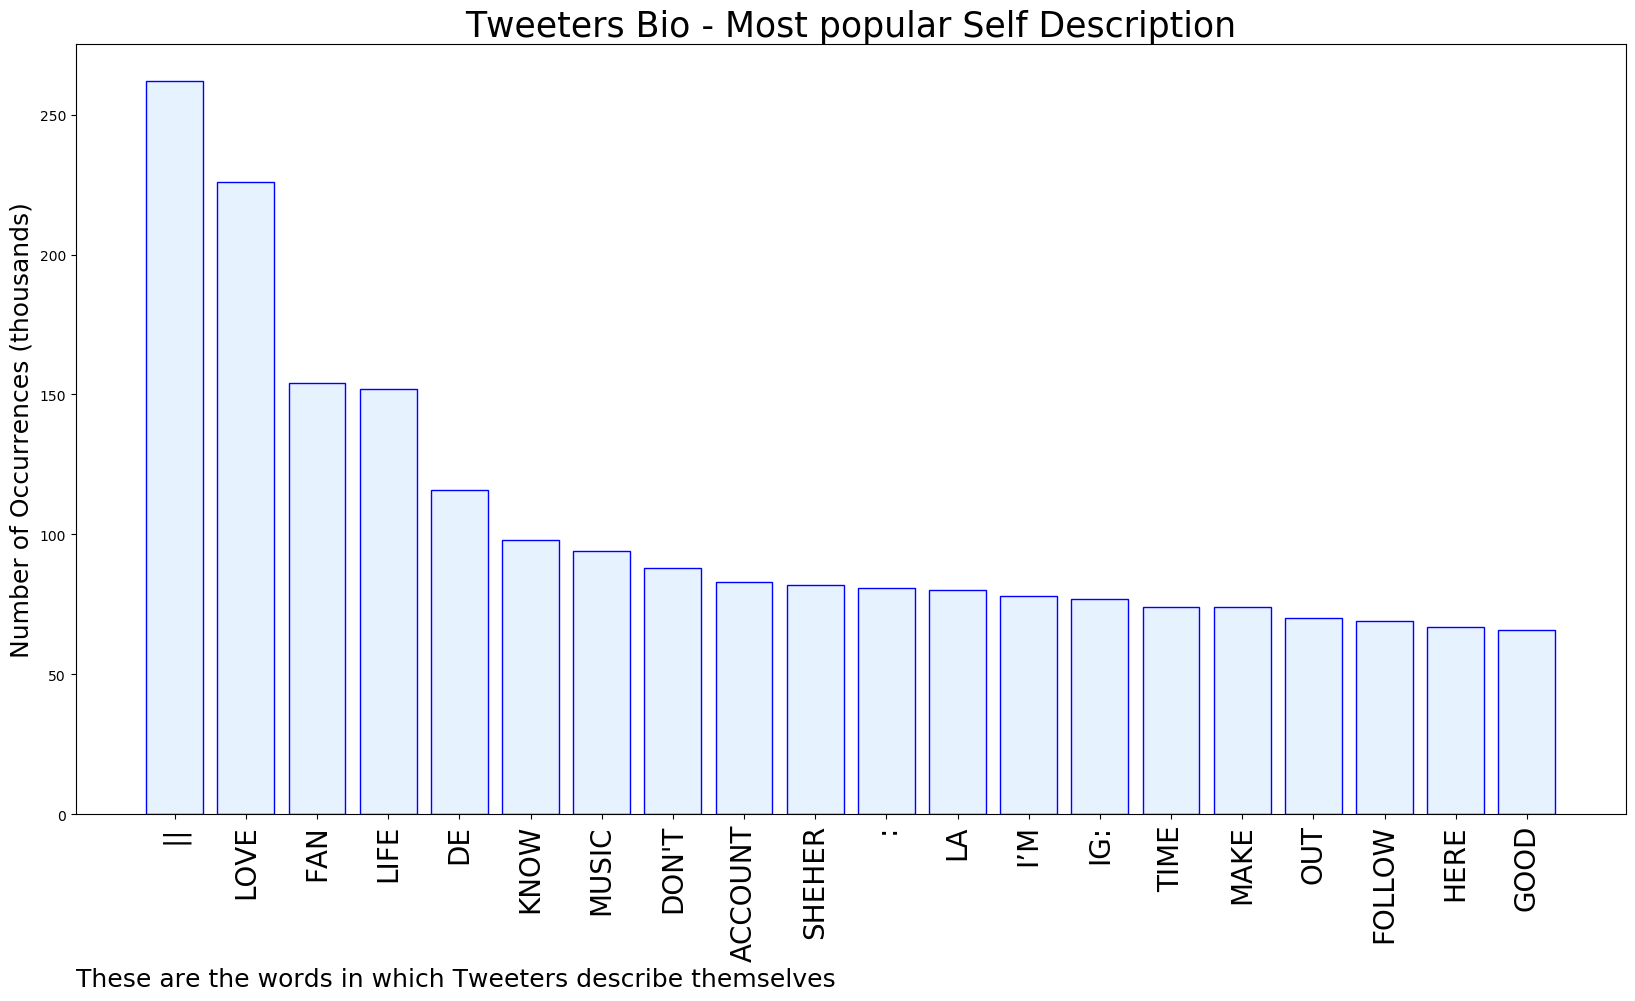 Tweeters Bio - Most popular Self Description
Number of Occurrences (thousands)
250
200
150
100
50
0
||
LOVE
FAN
LIFE
DE
KNOW
MUSIC
DON'T
ACCOUNT
SHEHER
:
LA
I’M
IG:
TIME
MAKE
OUT
FOLLOW
HERE
GOOD
These are the words in which Tweeters describe themselves